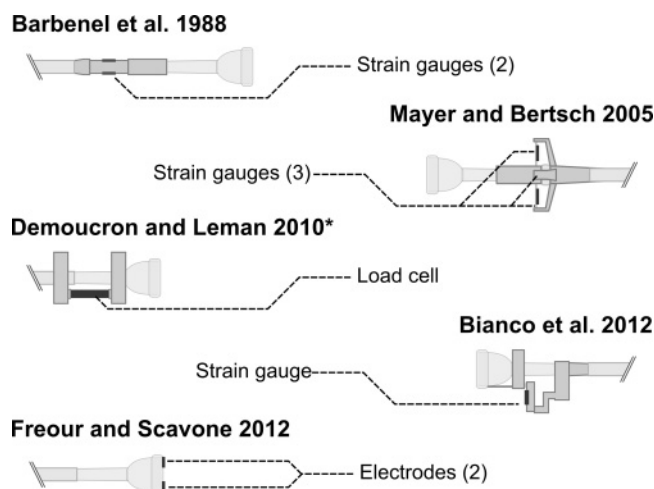 Barbenel et al. 1988
Strain gauges (2)
Mayer and Bertsch 2005
Strain gauges (3)
Demoucron and Leman 2010*
Load cell
Bianco et al. 2012
Strain gauge
Freour and Scavone 2012
Electrodes (2)